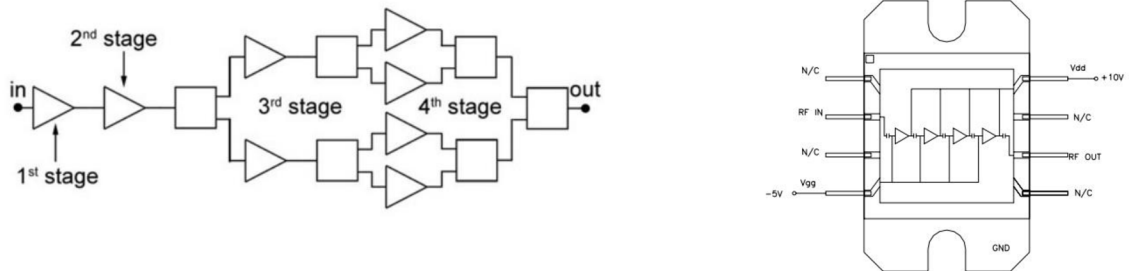 2nd stage
in
3rd stage
4th stage
out
1st stage
N/C
RF IN
N/C
Vgg
-5V
Vdd
+10V
N/C
RF OUT
N/C
GND